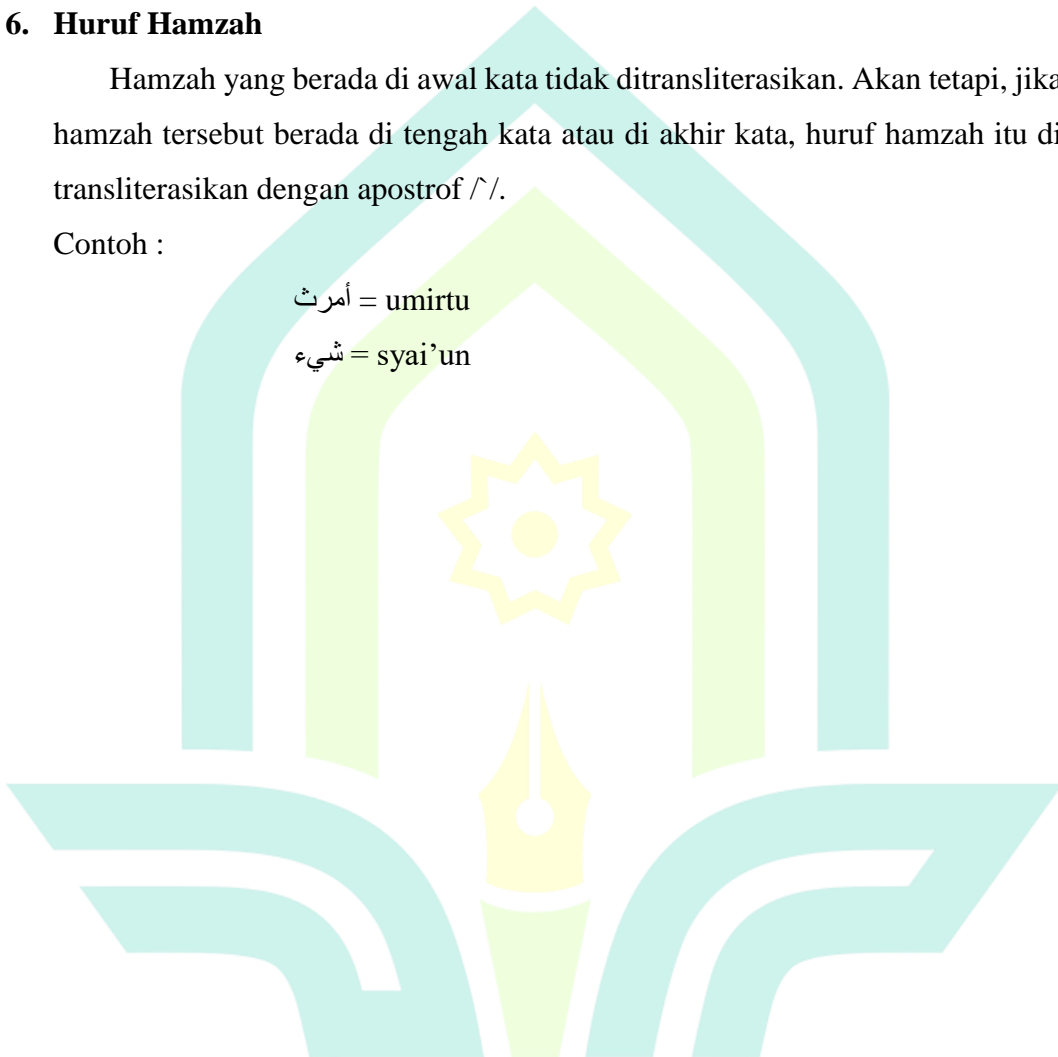 6. Huruf Hamzah
Hamzah yang berada di awal kata tidak ditransliterasikan. Akan tetapi, jika
hamzah tersebut berada di tengah kata atau di akhir kata, huruf hamzah itu di
transliterasikan dengan apostrof /`/.
Contoh :
أمرث = umirtu
شيء = syai’un